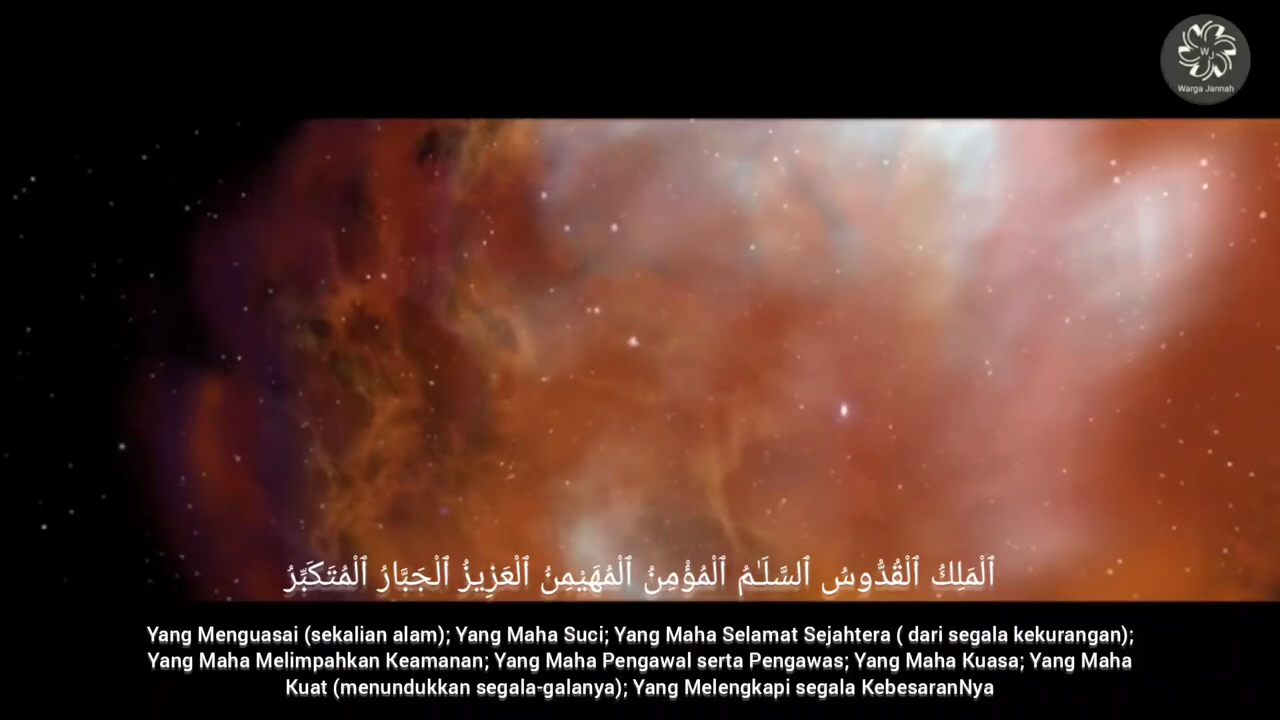 WJ
Warga Jannah
ٱلْمَلِكُ ٱلْقُدُّوسُ ٱلسَّلَـٰمُ ٱلْمُؤْمِنُ ٱلْمُهَيْمِنُ ٱلْعَزِيزُ ٱلْجَبَّارُ ٱلْمُتَكَبِّرُ
Yang Menguasai (sekalian alam); Yang Maha Suci; Yang Maha Selamat Sejahtera ( dari segala kekurangan);
Yang Maha Melimpahkan Keamanan; Yang Maha Pengawal serta Pengawas; Yang Maha Kuasa; Yang Maha
Kuat (menundukkan segala-galanya); Yang Melengkapi segala KebesaranNya